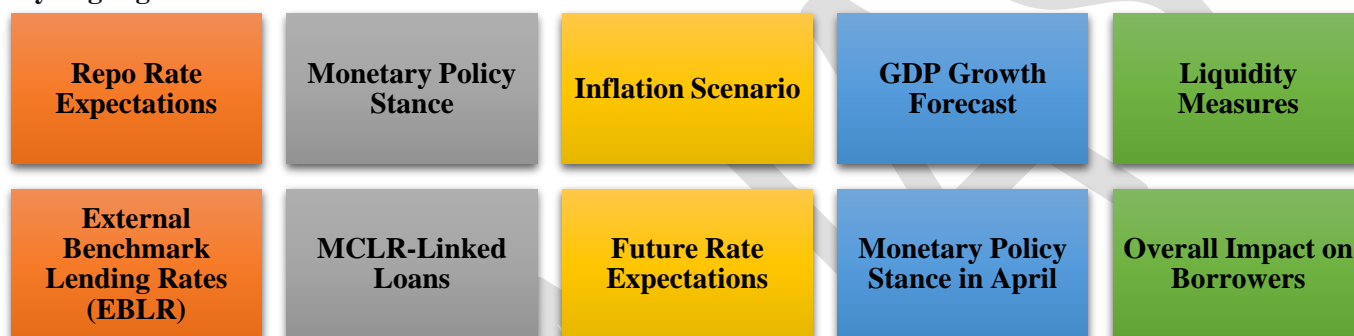 Repo Rate
Expectations
Monetary Policy
Stance
Inflation Scenario
GDP Growth
Forecast
Liquidity
Measures
External
Benchmark
Lending Rates
(EBLR)
MCLR-Linked
Loans
Future Rate
Expectations
Monetary Policy
Stance in April
Overall Impact on
Borrowers